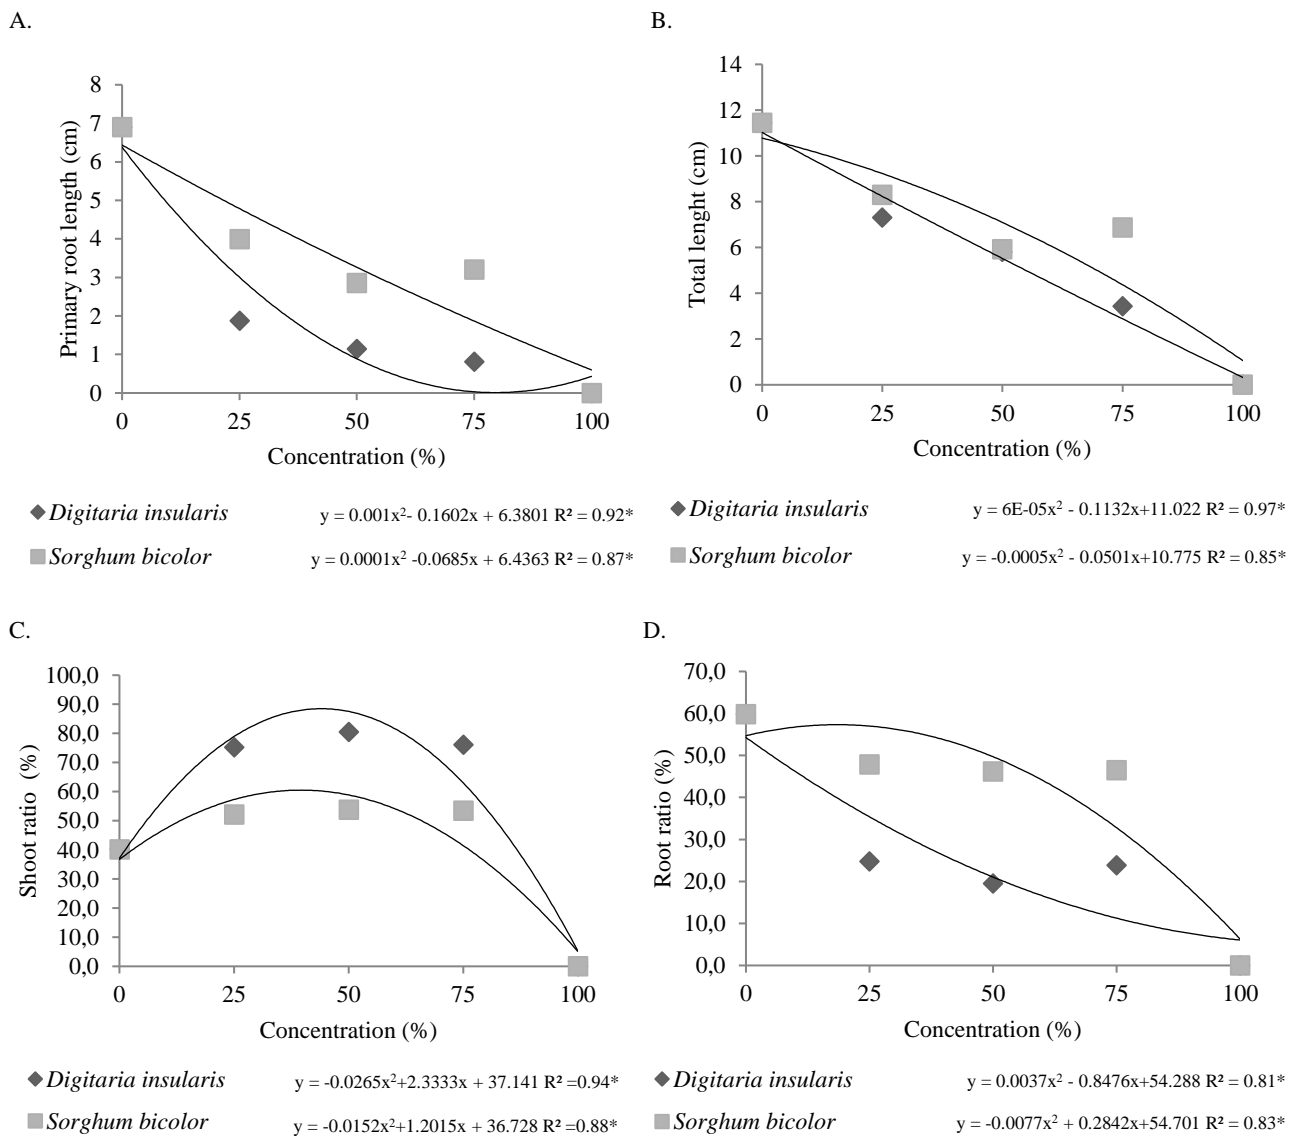 A.
8
7
6
5
4
3
2
1
0
Primary root length (cm)
0 25 50 75 100
Concentration (%)
Digitaria insularis y = 0.001x²- 0.1602x + 6.3801 R² = 0.92*
Sorghum bicolor y = 0.0001x² -0.0685x + 6.4363 R² = 0.87*
B.
14
12
10
8
6
4
2
0
Total lenght (cm)
0 25 50 75 100
Concentration (%)
Digitaria insularis y = 6E-05x² - 0.1132x+11.022 R² = 0.97*
Sorghum bicolor y = -0.0005x² - 0.0501x+10.775 R² = 0.85*
C.
100,0
90,0
80,0
70,0
60,0
50,0
40,0
30,0
20,0
10,0
0,0
Shoot ratio (%)
0 25 50 75 100
Concentration (%)
Digitaria insularis y = -0.0265x²+2.3333x + 37.141 R² =0.94*
Sorghum bicolor y = -0.0152x²+1.2015x + 36.728 R² =0.88*
D.
70,0
60,0
50,0
40,0
30,0
20,0
10,0
0,0
Root ratio (%)
0 25 50 75 100
Concentration (%)
Digitaria insularis y = 0.0037x² - 0.8476x+54.288 R² = 0.81*
Sorghum bicolor y = -0.0077x² + 0.2842x+54.701 R² = 0.83*